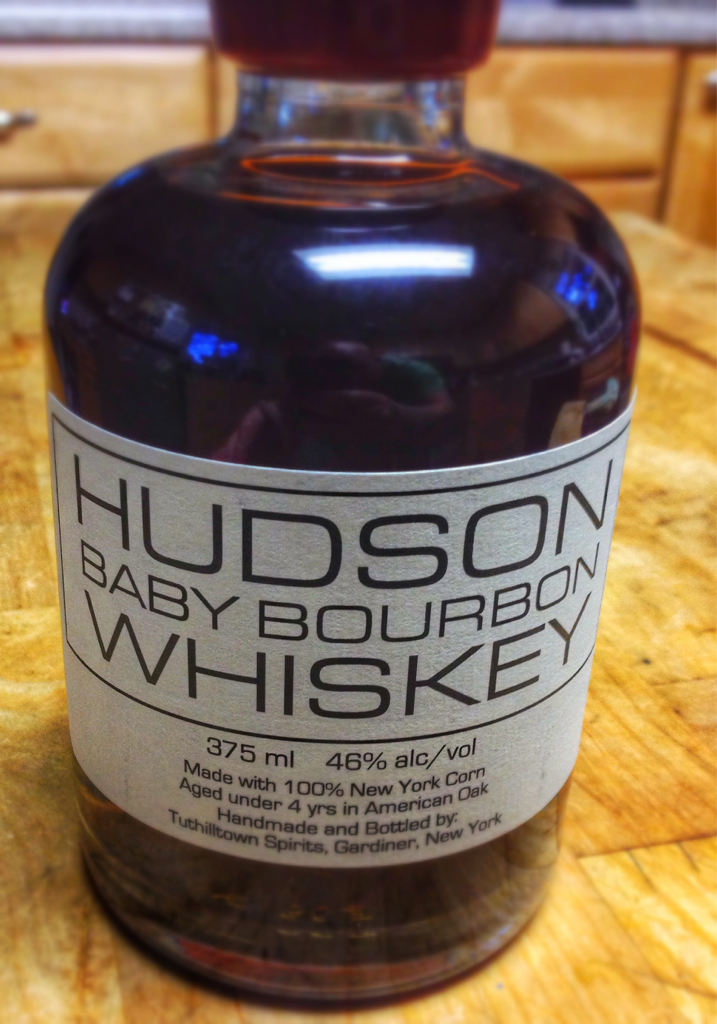 HUDSON
BABY BOURBON
WHISKEY
375 ml 46% alc/vol
Made with 100% New York Corn
Aged under 4 yrs in American Oak
Handmade and Bottled by:
Tuthilltown Spirits, Gardiner, New York